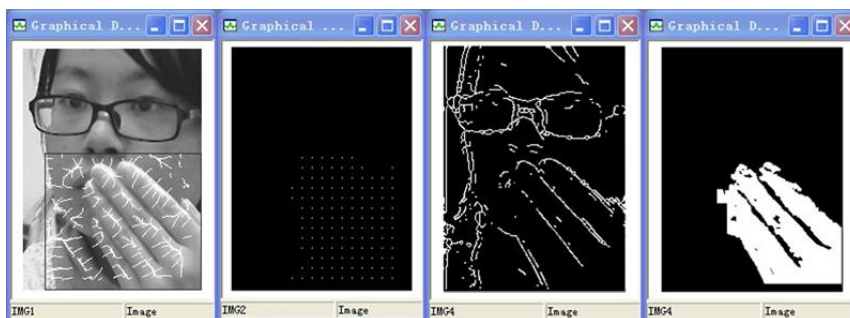 Graphical D...
Graphical ...
Graphical D...
Graphical D...
IMG1 Image
IMG2 Image
IMG4 Image
IMG4 Image